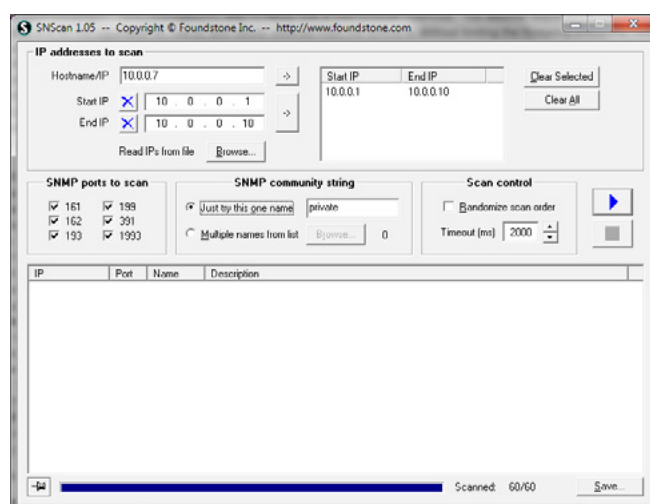 SNScan 1.05 -- Copyright © Foundstone Inc. -- http://www.foundstone.com
IP addresses to scan
Hostname/IP 10.0.0.7 ->
Start IP 10 . 0 . 0 . 1
End IP 10 . 0 . 0 . 10
->
Read IPs from file Browse...
Start IP End IP
10.0.0.1 10.0.0.10
Clear Selected
Clear All
SNMP ports to scan
161 199
162 391
193 1993
SNMP community string
Just try this one name private
Multiple names from list Browse... 0
Scan control
Randomize scan order
Timeout (ms) 2000
IP Port Name Description
Scanned: 60/60 Save...